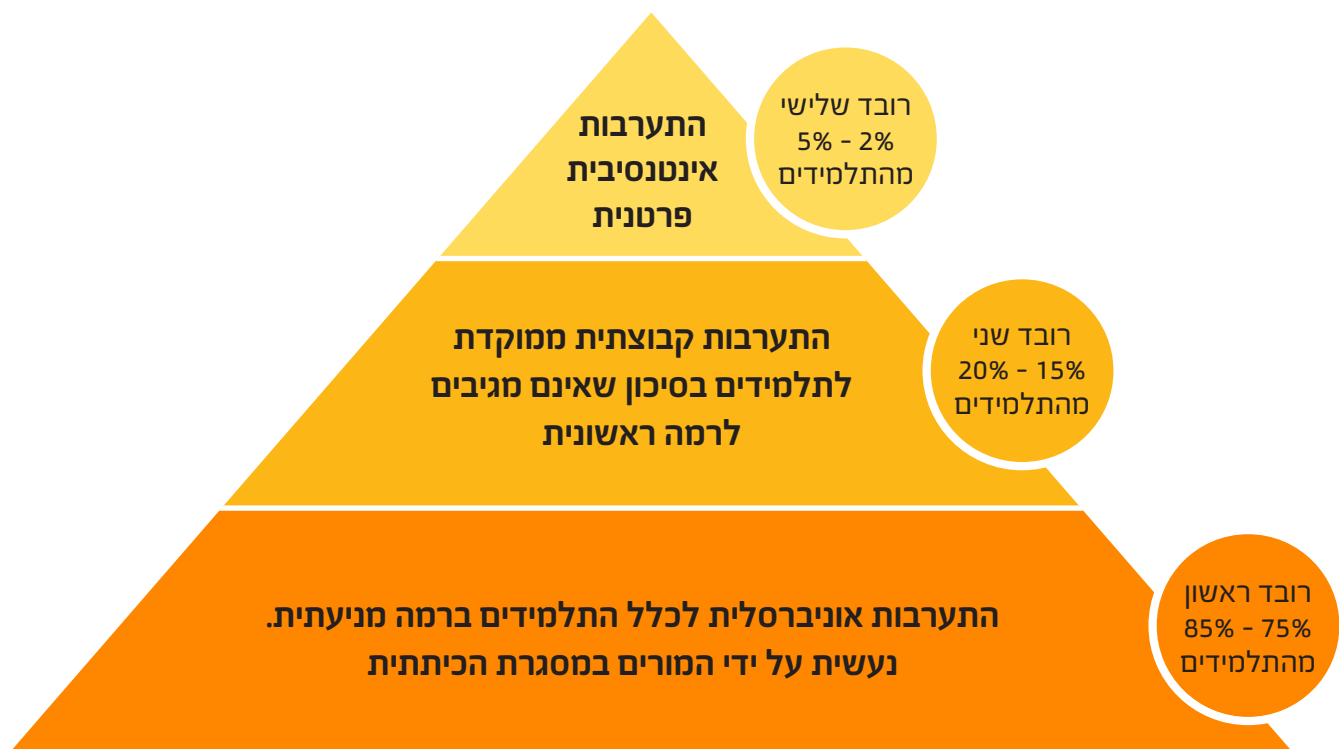 התערבות
אינטנסיבית
פרטנית
רובד שלישי
2% - 5%
מהתלמידים
התערבות קבוצתית ממוקדת
לתלמידים בסיכון שאינם מגיבים
לרמה ראשונית
רובד שני
15% - 20%
מהתלמידים
התערבות אוניברסלית לכלל התלמידים ברמה מניעתית.
נעשית על ידי המורים במסגרת הכיתתית
רובד ראשון
75% - 85%
מהתלמידים